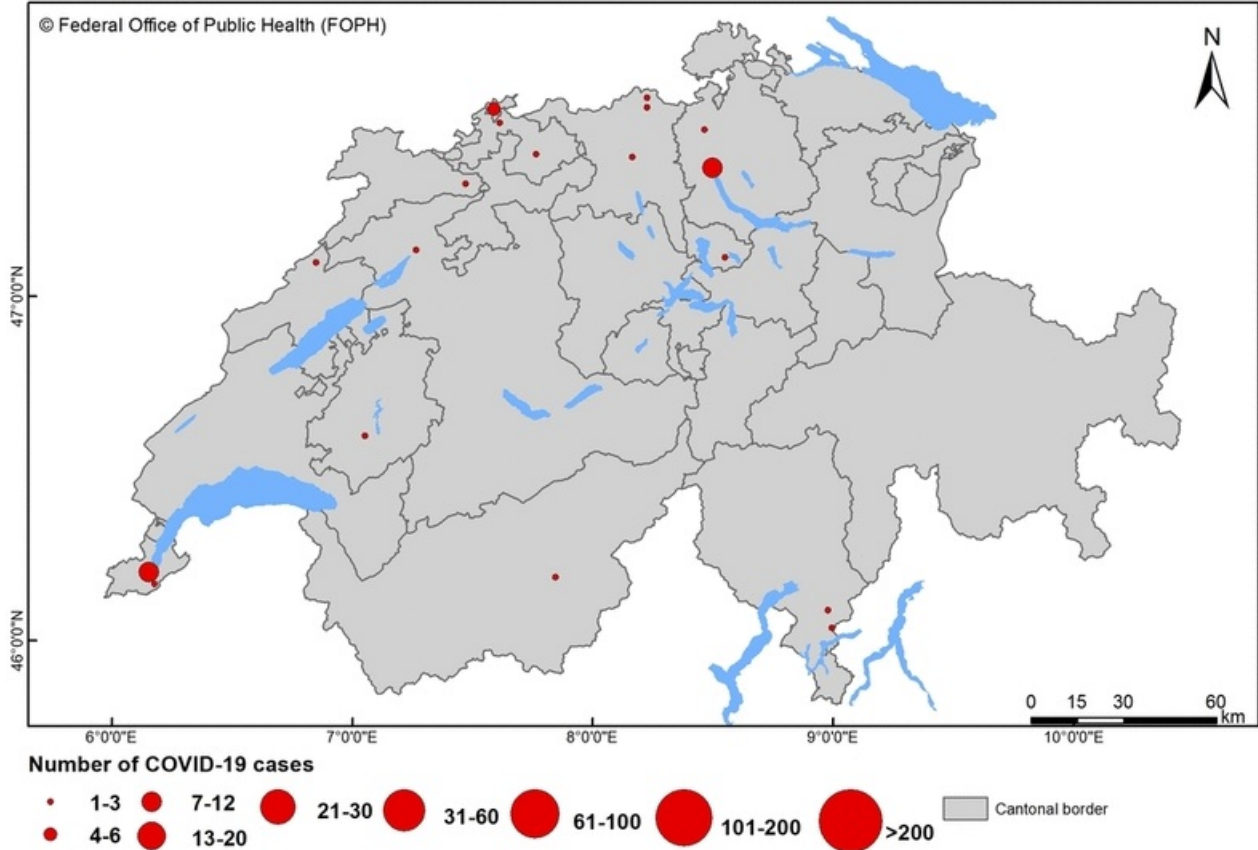 © Federal Office of Public Health (FOPH)
N
47°0'0"N
46°0'0"N
0 15 30 60
km
6°0'0"E 7°0'0"E 8°0'0"E 9°0'0"E 10°0'0"E
Number of COVID-19 cases
1-3 7-12 21-30 31-60 61-100 101-200 >200 Cantonal border
4-6 13-20